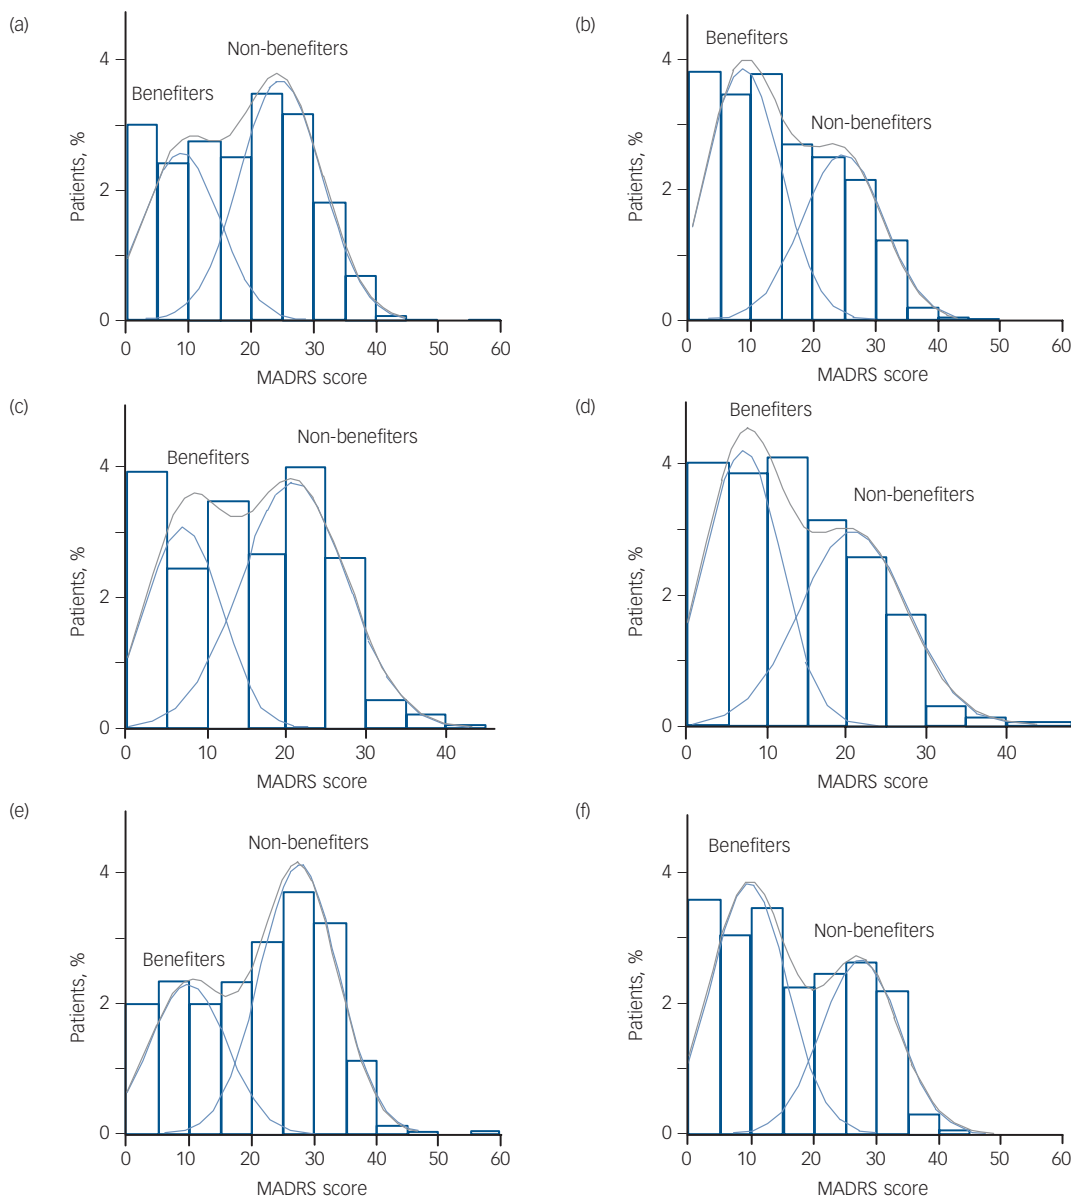 (a)
Non-benefiters
Benefiters
Patients, %
4
2
0
0 10 20 30 40 50 60
MADRS score
(b)
Benefiters
Non-benefiters
Patients, %
4
2
0
0 10 20 30 40 50 60
MADRS score
(c)
Non-benefiters
Benefiters
Patients, %
4
2
0
0 10 20 30 40
MADRS score
(d)
Benefiters
Non-benefiters
Patients, %
4
2
0
0 10 20 30 40
MADRS score
(e)
Non-benefiters
Benefiters
Patients, %
4
2
0
0 10 20 30 40 50 60
MADRS score
(f)
Benefiters
Non-benefiters
Patients, %
4
2
0
0 10 20 30 40 50 60
MADRS score